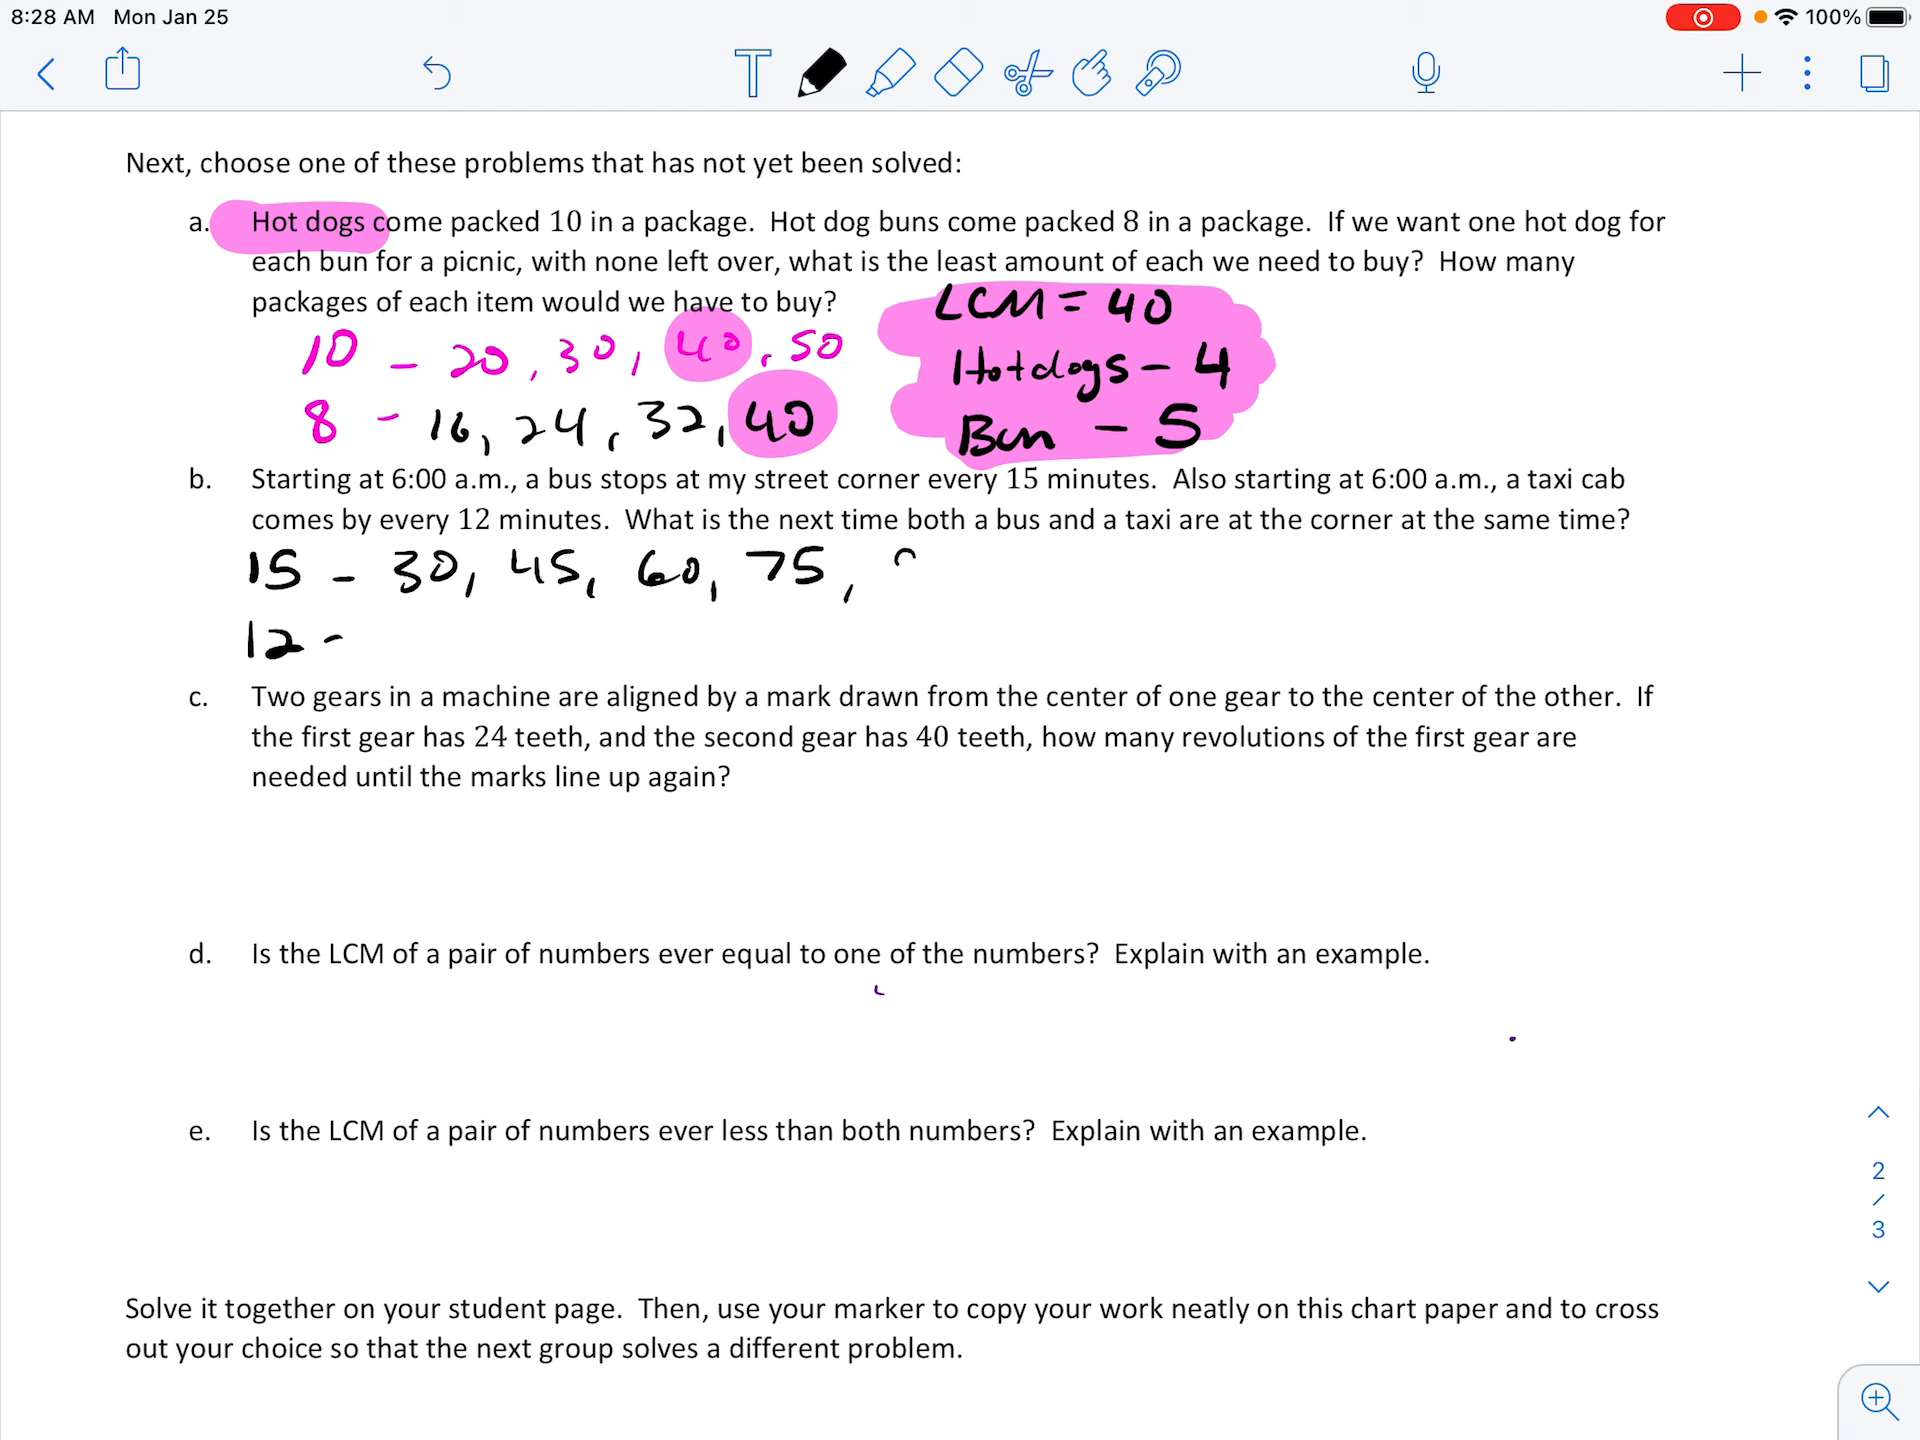 8:28 AM Mon Jan 25
100%
Next, choose one of these problems that has not yet been solved:
a. Hot dogs come packed 10 in a package. Hot dog buns come packed 8 in a package. If we want one hot dog for
each bun for a picnic, with none left over, what is the least amount of each we need to buy? How many
packages of each item would we have to buy?
LCM = 40
10 - 20, 30, 40, 50
Hotdogs - 4
8 - 16, 24, 32, 40
Bun - 5
b. Starting at 6:00 a.m., a bus stops at my street corner every 15 minutes. Also starting at 6:00 a.m., a taxi cab
comes by every 12 minutes. What is the next time both a bus and a taxi are at the corner at the same time?
15 - 30, 45, 60, 75,
12 -
c. Two gears in a machine are aligned by a mark drawn from the center of one gear to the center of the other. If
the first gear has 24 teeth, and the second gear has 40 teeth, how many revolutions of the first gear are
needed until the marks line up again?
d. Is the LCM of a pair of numbers ever equal to one of the numbers? Explain with an example.
e. Is the LCM of a pair of numbers ever less than both numbers? Explain with an example.
2
/
3
Solve it together on your student page. Then, use your marker to copy your work neatly on this chart paper and to cross
out your choice so that the next group solves a different problem.